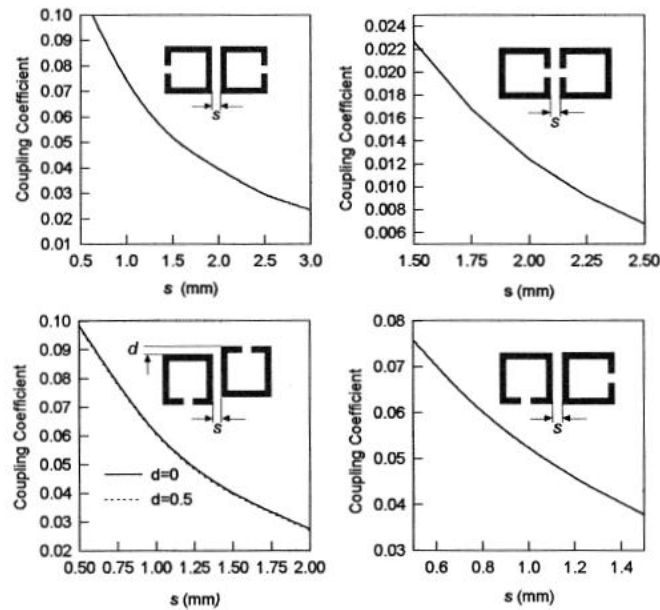 Coupling Coefficient
0.10
0.09
0.08
0.07
0.06
0.05
0.04
0.03
0.02
0.01
s
0.5 1.0 1.5 2.0 2.5 3.0
s (mm)
Coupling Coefficient
0.024
0.022
0.020
0.018
0.016
0.014
0.012
0.010
0.008
0.006
s
1.50 1.75 2.00 2.25 2.50
s (mm)
Coupling Coefficient
0.10
0.09
0.08
0.07
0.06
0.05
0.04
0.03
0.02
d
s
d=0
d=0.5
0.50 0.75 1.00 1.25 1.50 1.75 2.00
s (mm)
Coupling Coefficient
0.08
0.07
0.06
0.05
0.04
0.03
s
0.6 0.8 1.0 1.2 1.4
s (mm)